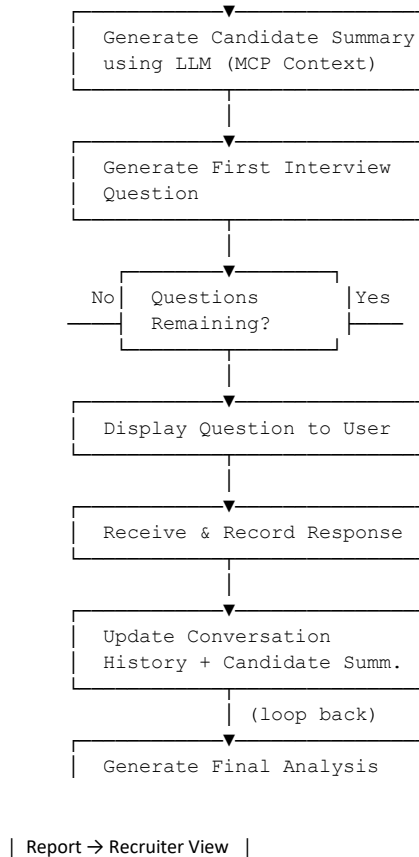 Generate Candidate Summary
using LLM (MCP Context)
Generate First Interview
Question
No Questions Yes
Remaining?
Display Question to User
Receive & Record Response
Update Conversation
History + Candidate Summ.
(loop back)
Generate Final Analysis
| Report → Recruiter View |